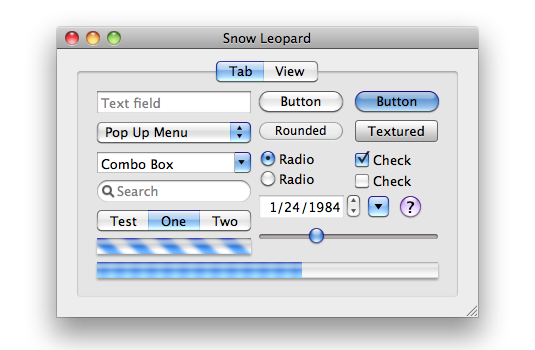 Snow Leopard
Tab View
Text field
Button
Button
Pop Up Menu
Rounded
Textured
Combo Box
Radio
Check
Radio
Check
Search
1/24/1984
?
Test One Two